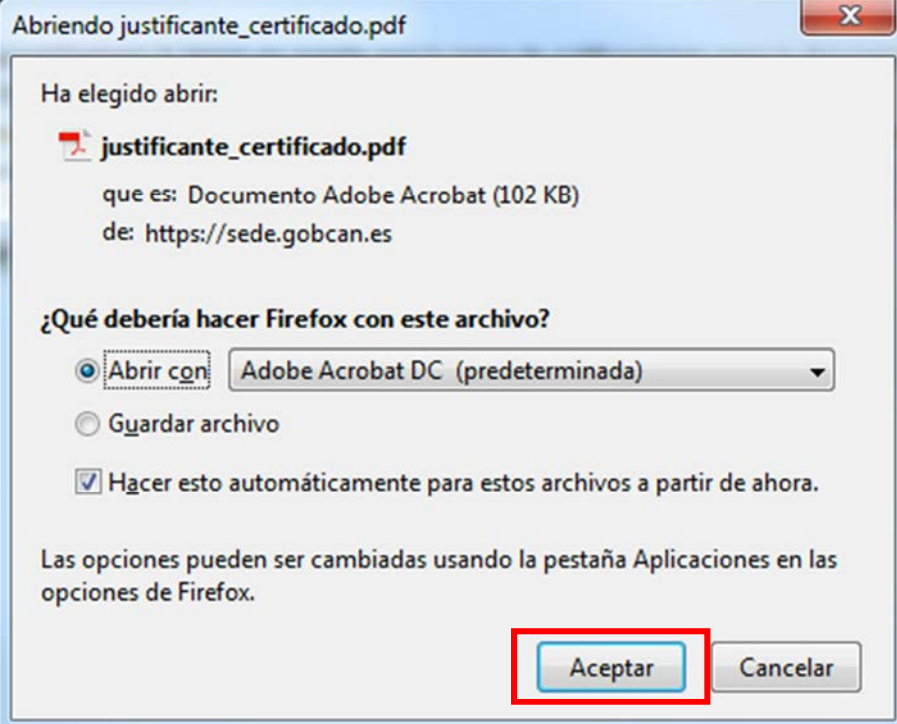 Abriendo justificante_certificado.pdf
Ha elegido abrir:
justificante_certificado.pdf
que es: Documento Adobe Acrobat (102 KB)
de: https://sede.gobcan.es
¿Qué debería hacer Firefox con este archivo?
Abrir con Adobe Acrobat DC (predeterminada)
Guardar archivo
Hacer esto automáticamente para estos archivos a partir de ahora.
Las opciones pueden ser cambiadas usando la pestaña Aplicaciones en las
opciones de Firefox.
Aceptar Cancelar